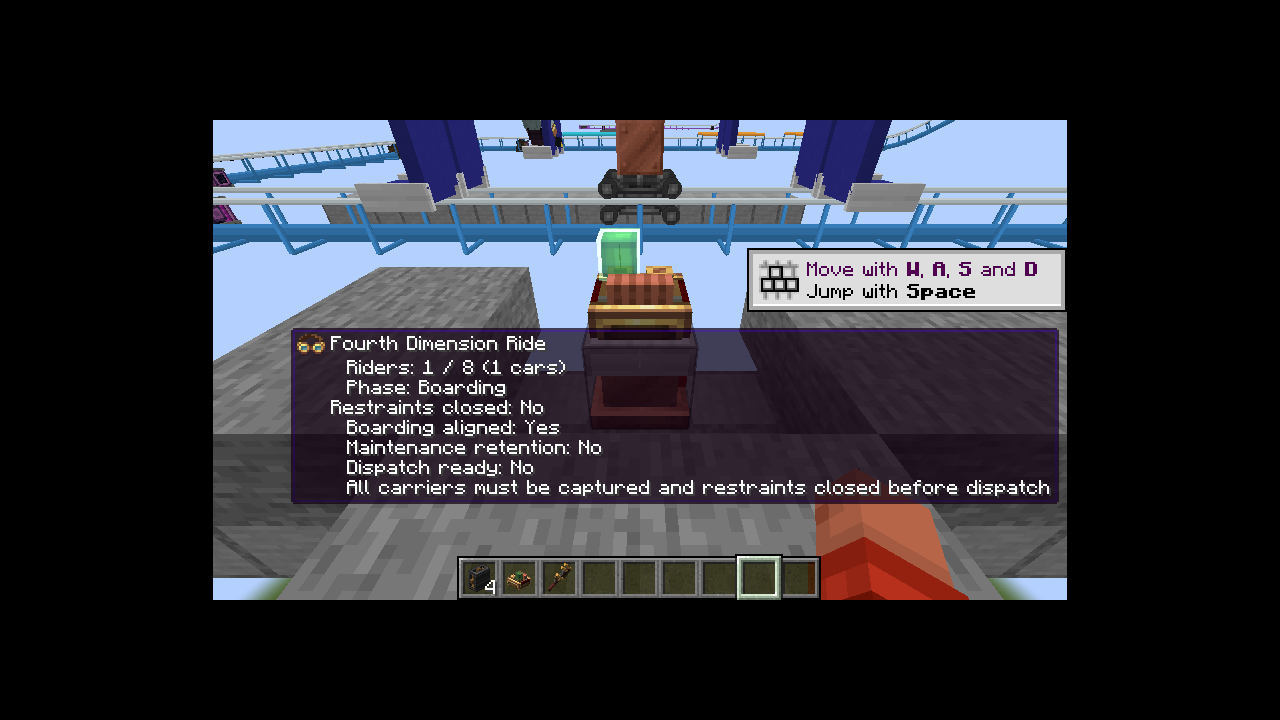 Move with W, A, S and D
Jump with Space
Fourth Dimension Ride
Riders: 1 / 8 (1 cars)
Phase: Boarding
Restraints closed: No
Boarding aligned: Yes
Maintenance retention: No
Dispatch ready: No
All carriers must be captured and restraints closed before dispatch
4